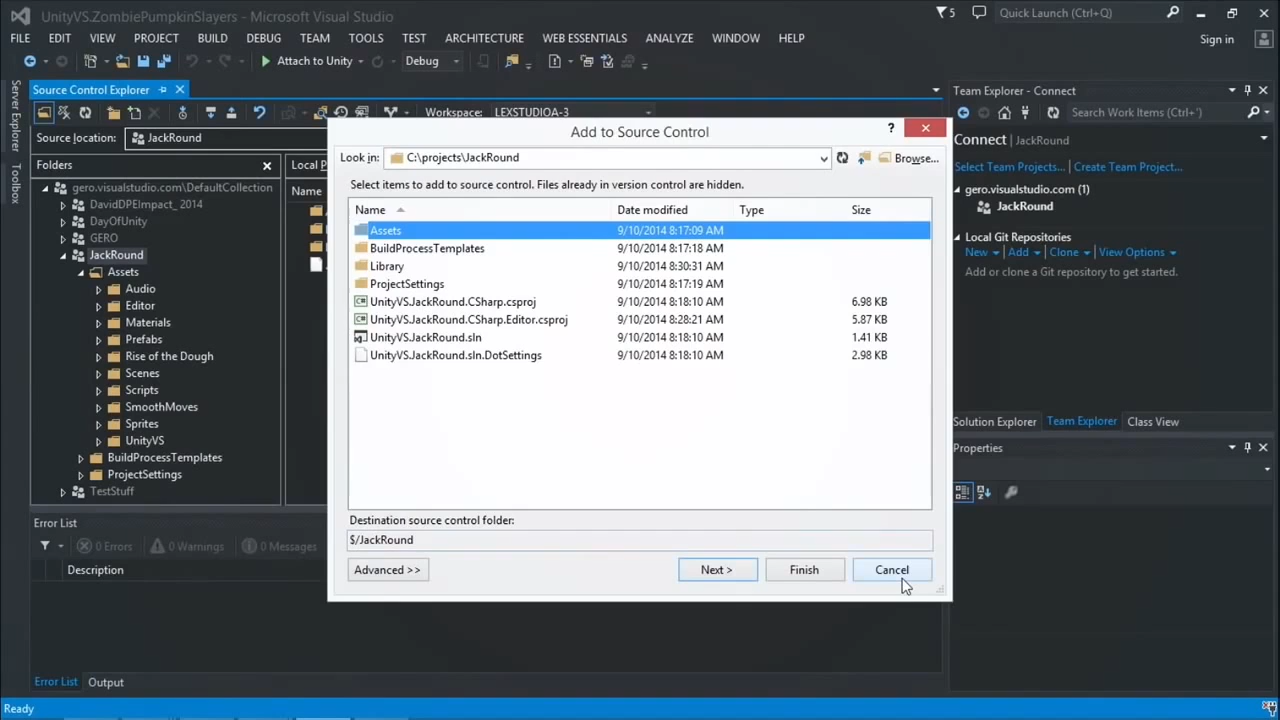 UnityVS.ZombiePumpkinSlayers - Microsoft Visual Studio
5
Quick Launch (Ctrl+Q)
FILE EDIT VIEW PROJECT BUILD DEBUG TEAM TOOLS TEST ARCHITECTURE WEB ESSENTIALS ANALYZE WINDOW HELP
Sign in
Attach to Unity
Debug
Server Explorer
Toolbox
Source Control Explorer
Workspace: LEXSTUDIOA-3
Source location: JackRound
Folders
Local P
Name
gero.visualstudio.com\DefaultCollection
DavidDPEImpact_ 2014
DayOfUnity
GERO
JackRound
Assets
Audio
Editor
Materials
Prefabs
Rise of the Dough
Scenes
Scripts
SmoothMoves
Sprites
UnityVS
BuildProcessTemplates
ProjectSettings
TestStuff
Add to Source Control
?
Look in: C:\projects\JackRound
Browse...
Select items to add to source control. Files already in version control are hidden.
Name Date modified Type Size
Assets 9/10/2014 8:17:09 AM
BuildProcessTemplates 9/10/2014 8:17:18 AM
Library 9/10/2014 8:30:31 AM
ProjectSettings 9/10/2014 8:17:19 AM
UnityVS.JackRound.CSharp.csproj 9/10/2014 8:18:10 AM 6.98 KB
UnityVS.JackRound.CSharp.Editor.csproj 9/10/2014 8:28:21 AM 5.87 KB
UnityVS.JackRound.sln 9/10/2014 8:18:10 AM 1.41 KB
UnityVS.JackRound.sln.DotSettings 9/10/2014 8:18:10 AM 2.98 KB
Destination source control folder:
$/JackRound
Advanced >> Next > Finish Cancel
Team Explorer - Connect
Search Work Items (Ctrl+')
Connect | JackRound
Select Team Projects... Create Team Project...
gero.visualstudio.com (1)
JackRound
Local Git Repositories
New Add Clone View Options
Add or clone a Git repository to get started.
Solution Explorer Team Explorer Class View
Properties
Error List
0 Errors 0 Warnings 0 Messages
Description
Error List Output
Ready